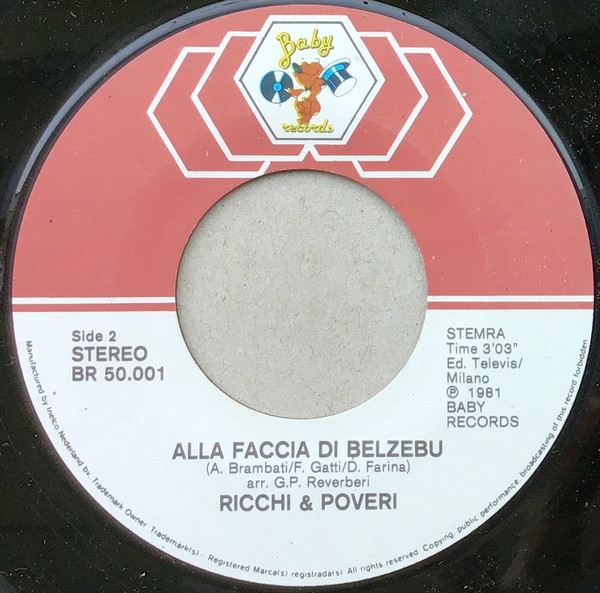 Baby
records
Side 2
STEREO
BR 50.001
STEMRA
Time 3'03"
Ed. Televis/
Milano
℗ 1981
BABY
RECORDS
ALLA FACCIA DI BELZEBU
(A. Brambati/F. Gatti/D. Farina)
arr. G.P. Reverberi
RICCHI & POVERI
Manufactured by Inelco Nederland bv. Trademark Owner Trademark(s) - Registered Marca(s) registrada(s) All rights reserved Copying public performance, broadcasting of this record forbidden